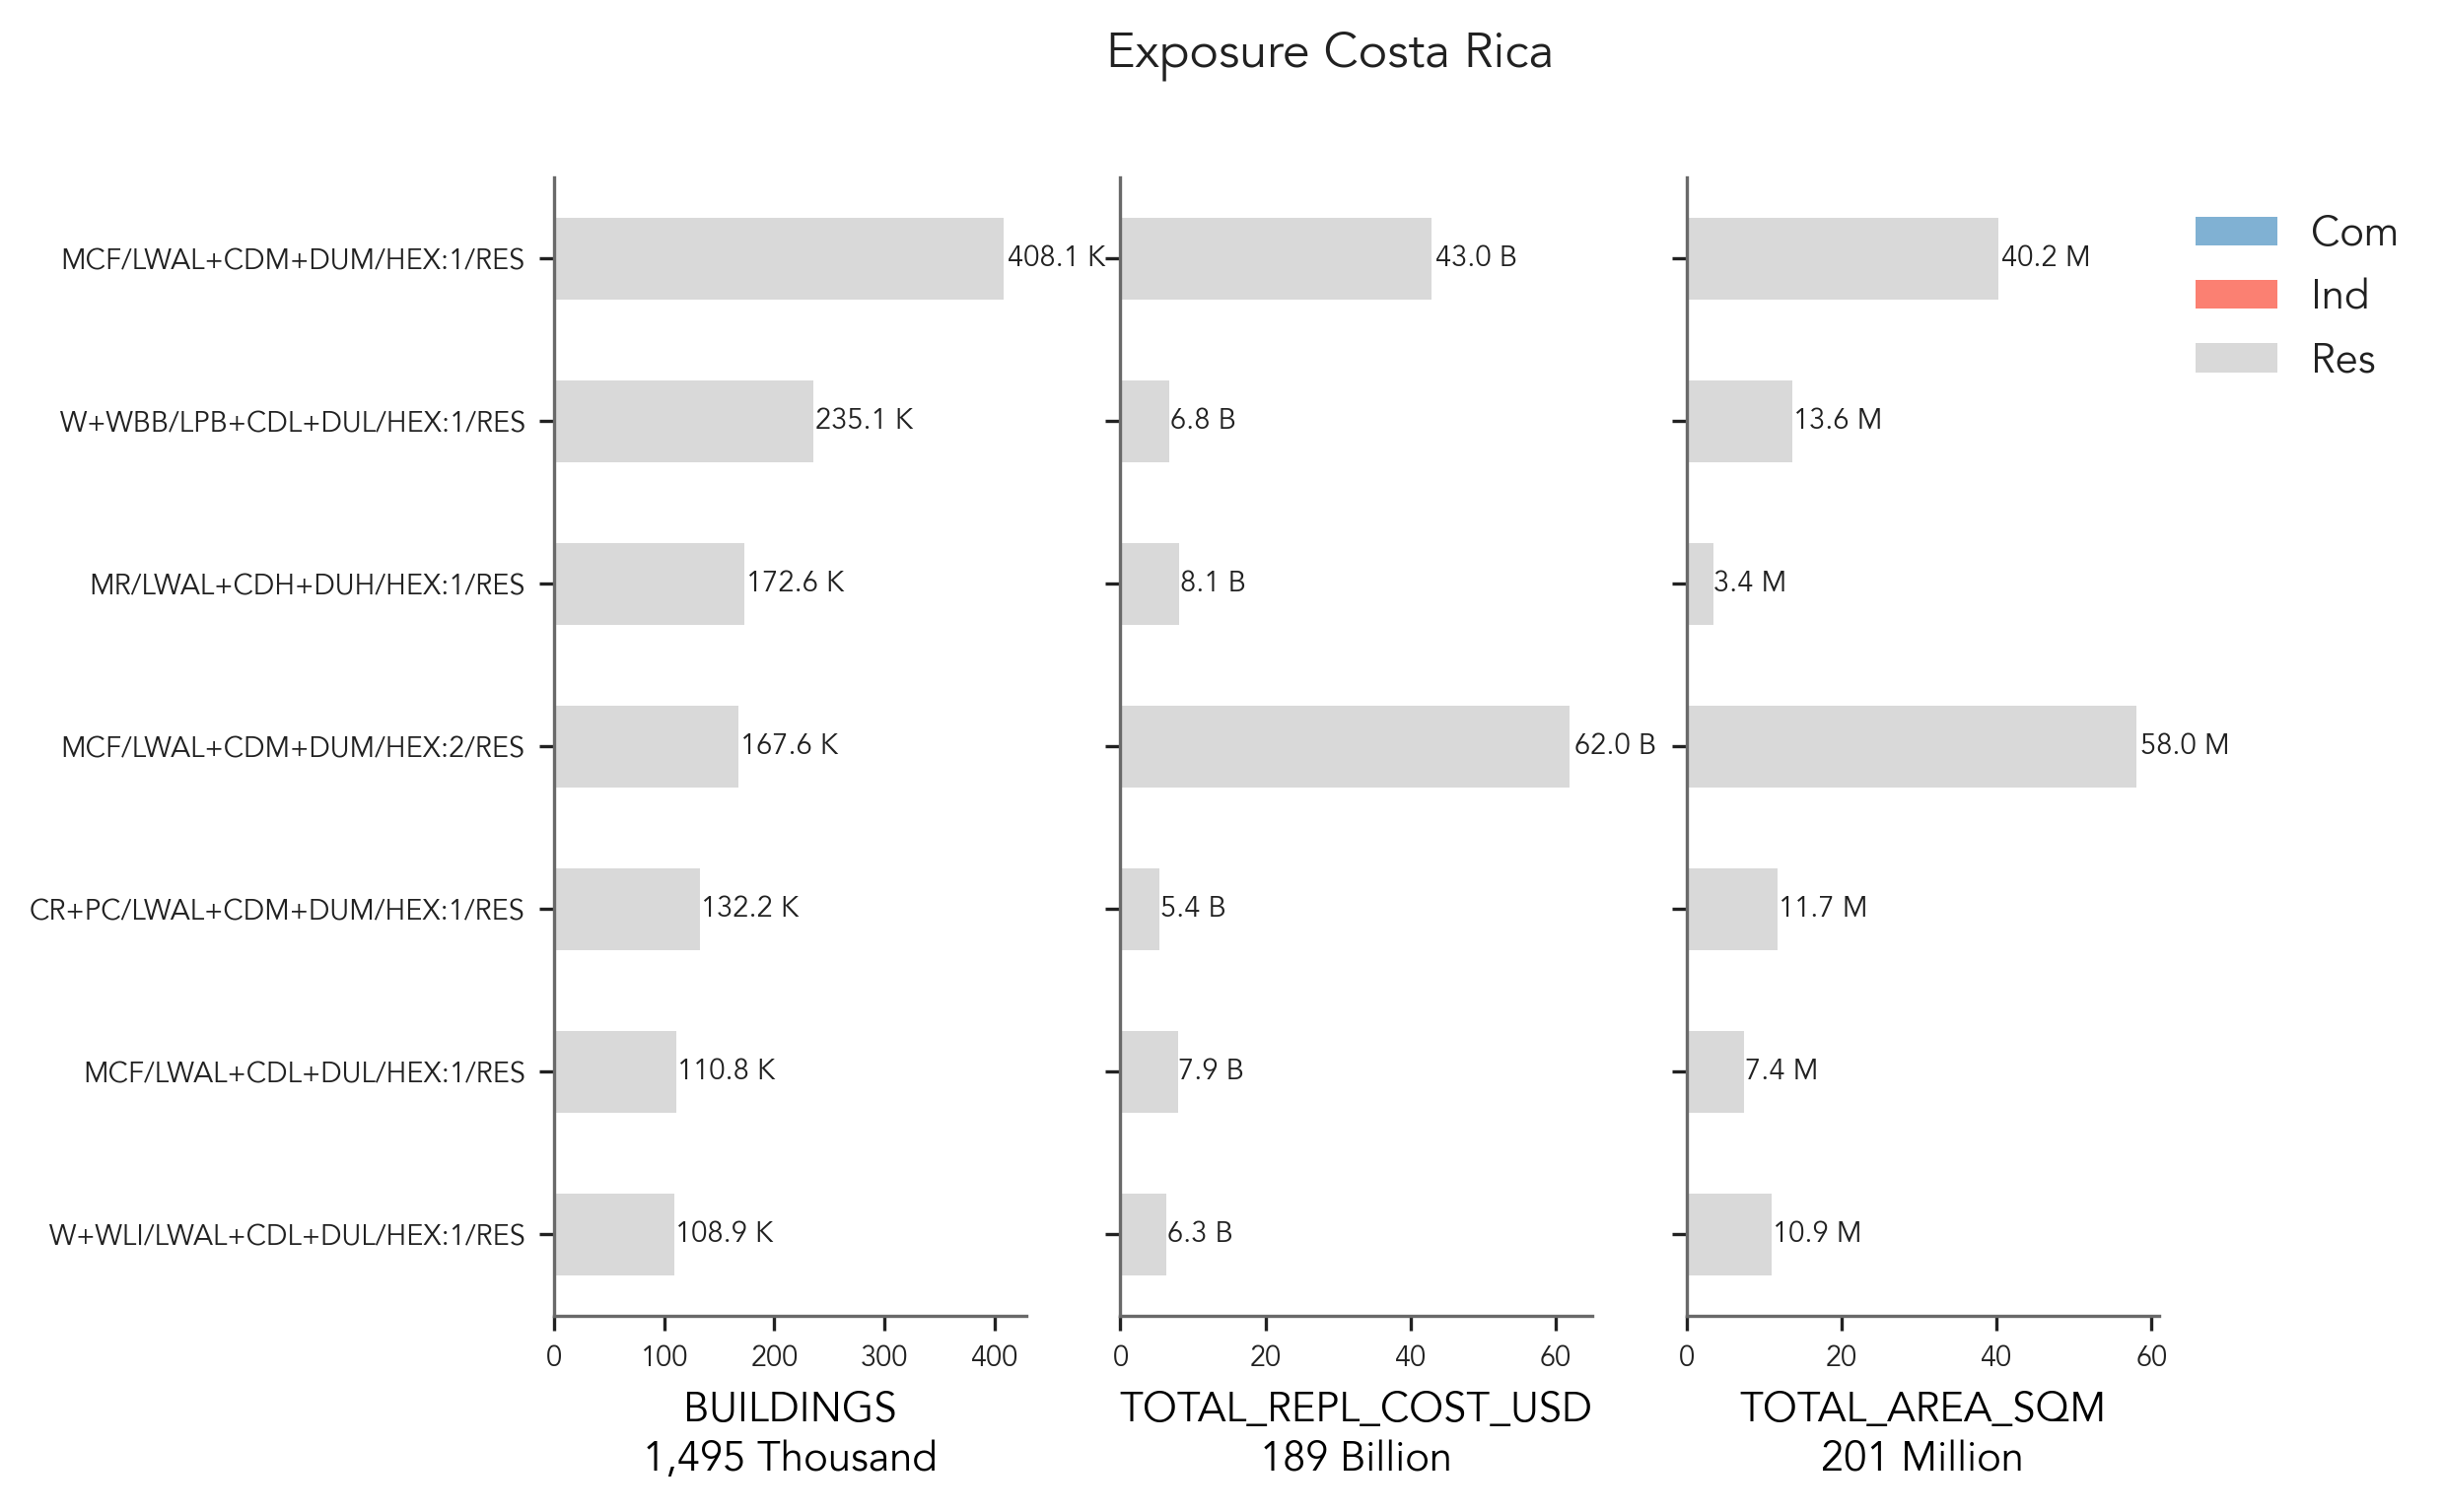 Exposure Costa Rica
MCF/LWAL+CDM+DUM/HEX:1/RES 408.1 K 43.0 B 40.2 M
W+WBB/LPB+CDL+DUL/HEX:1/RES 235.1 K 6.8 B 13.6 M
MR/LWAL+CDH+DUH/HEX:1/RES 172.6 K 8.1 B 3.4 M
MCF/LWAL+CDM+DUM/HEX:2/RES 167.6 K 62.0 B 58.0 M
CR+PC/LWAL+CDM+DUM/HEX:1/RES 132.2 K 5.4 B 11.7 M
MCF/LWAL+CDL+DUL/HEX:1/RES 110.8 K 7.9 B 7.4 M
W+WLI/LWAL+CDL+DUL/HEX:1/RES 108.9 K 6.3 B 10.9 M
0 100 200 300 400 0 20 40 60 0 20 40 60
BUILDINGS TOTAL_REPL_COST_USD TOTAL_AREA_SQM
1,495 Thousand 189 Billion 201 Million
Com
Ind
Res